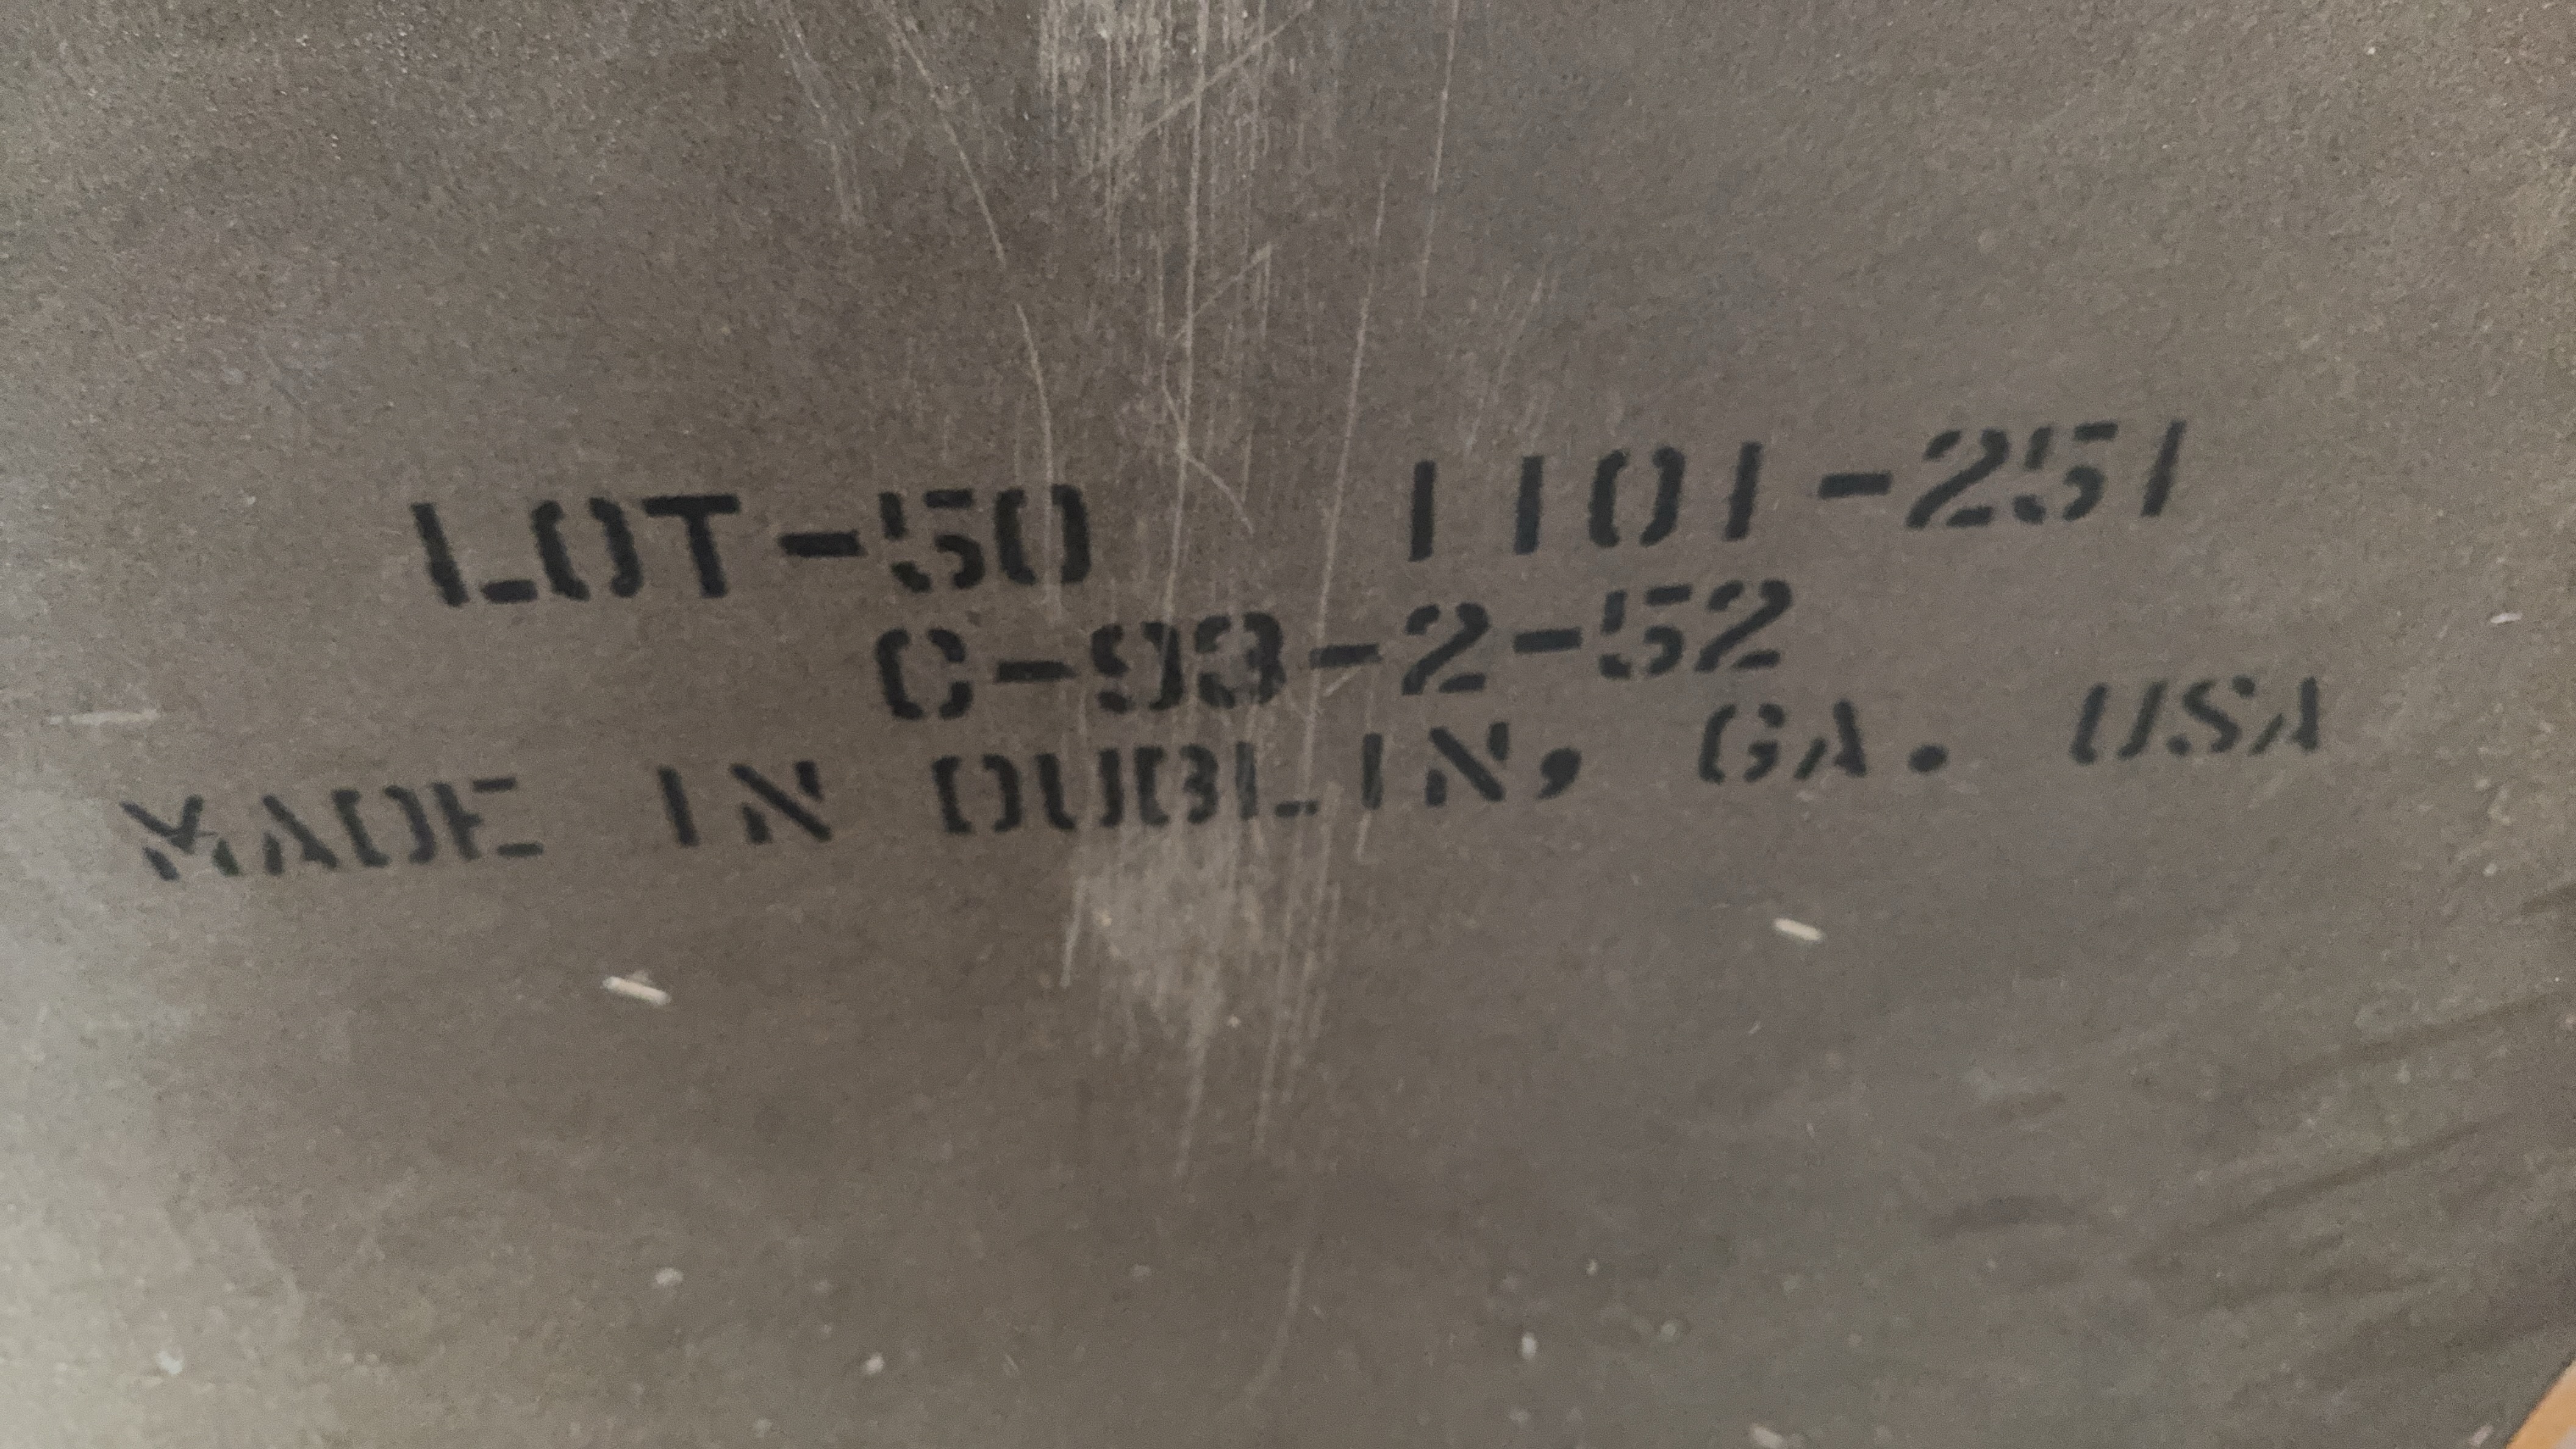 LOT-50 1101-251
C-93-2-52
MADE IN DUBLIN, GA. USA